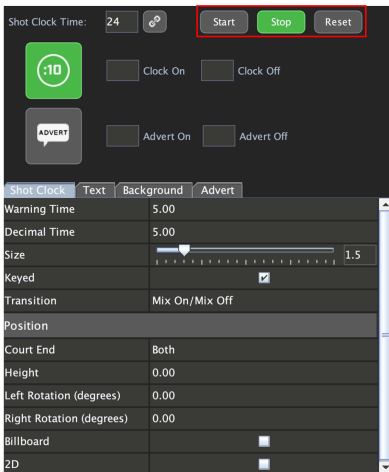 Shot Clock Time: 24 Start Stop Reset
:10 Clock On Clock Off
ADVERT Advert On Advert Off
Shot Clock Text Background Advert
Warning Time 5.00
Decimal Time 5.00
Size 1.5
Keyed
Transition Mix On/Mix Off
Position
Court End Both
Height 0.00
Left Rotation (degrees) 0.00
Right Rotation (degrees) 0.00
Billboard
2D